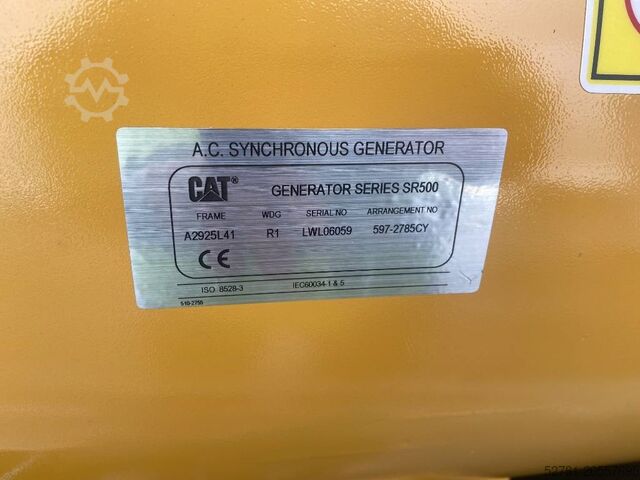 A.C. SYNCHRONOUS GENERATOR
CAT® GENERATOR SERIES SR500
FRAME WDG SERIAL NO ARRANGEMENT NO
A2925L41 R1 LWL06059 597-2785CY
CE
ISO 8528-3 IEC60034-1 & 5
510-2755